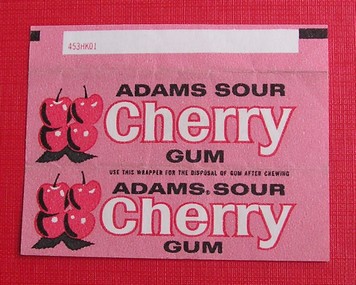 453HK01
ADAMS SOUR
Cherry
GUM
USE THIS WRAPPER FOR THE DISPOSAL OF GUM AFTER CHEWING
ADAMS SOUR
Cherry
GUM